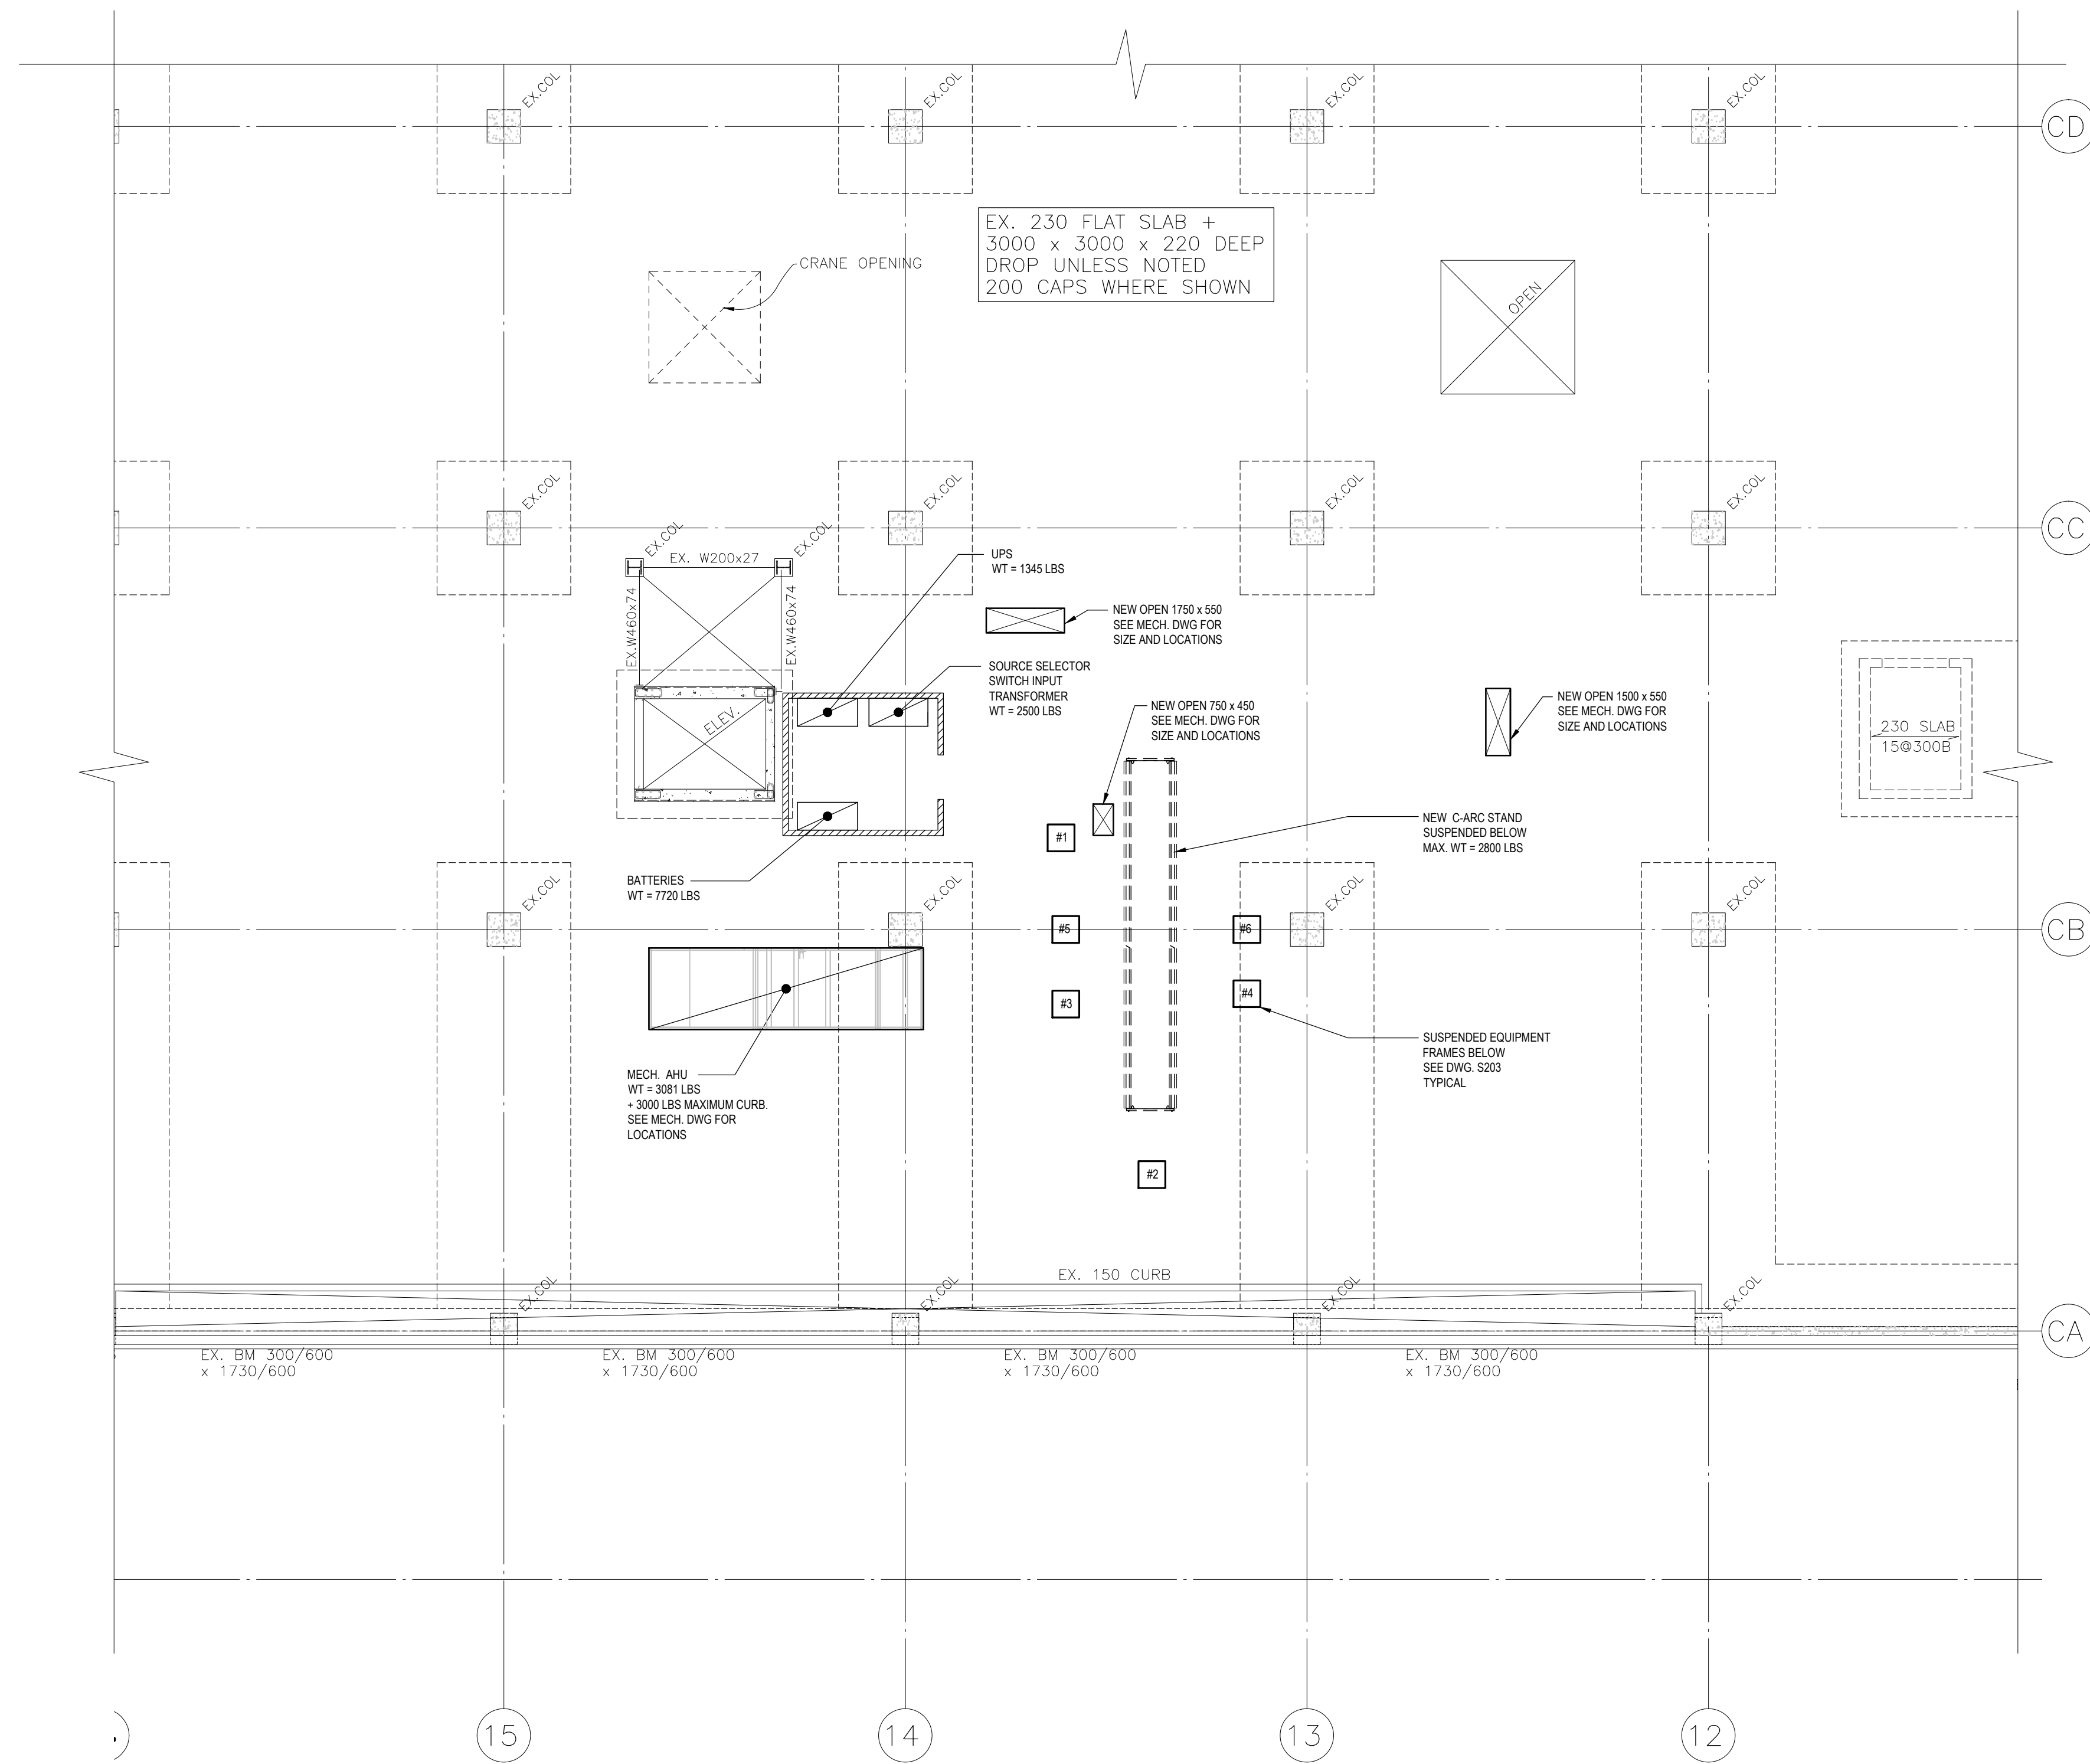 EX.COL
EX.COL
EX.COL
EX.COL
CD
EX. 230 FLAT SLAB +
3000 x 3000 x 220 DEEP
DROP UNLESS NOTED
200 CAPS WHERE SHOWN
CRANE OPENING
OPEN
EX.COL
EX.COL
EX.COL
EX.COL
CC
EX.COL
EX.COL
EX. W200x27
EX.W460x74
EX.W460x74
UPS
WT = 1345 LBS
NEW OPEN 1750 x 550
SEE MECH. DWG FOR
SIZE AND LOCATIONS
SOURCE SELECTOR
SWITCH INPUT
TRANSFORMER
WT = 2500 LBS
NEW OPEN 750 x 450
SEE MECH. DWG FOR
SIZE AND LOCATIONS
NEW OPEN 1500 x 550
SEE MECH. DWG FOR
SIZE AND LOCATIONS
ELEV.
230 SLAB
15@300B
#1
NEW C-ARC STAND
SUSPENDED BELOW
MAX. WT = 2800 LBS
BATTERIES
WT = 7720 LBS
EX.COL
EX.COL
EX.COL
EX.COL
#5
#6
CB
#3
#4
SUSPENDED EQUIPMENT
FRAMES BELOW
SEE DWG. S203
TYPICAL
MECH. AHU
WT = 3081 LBS
+ 3000 LBS MAXIMUM CURB.
SEE MECH. DWG FOR
LOCATIONS
#2
EX. 150 CURB
EX.COL
EX.COL
EX.COL
EX.COL
CA
EX. BM 300/600
x 1730/600
EX. BM 300/600
x 1730/600
EX. BM 300/600
x 1730/600
EX. BM 300/600
x 1730/600
15
14
13
12